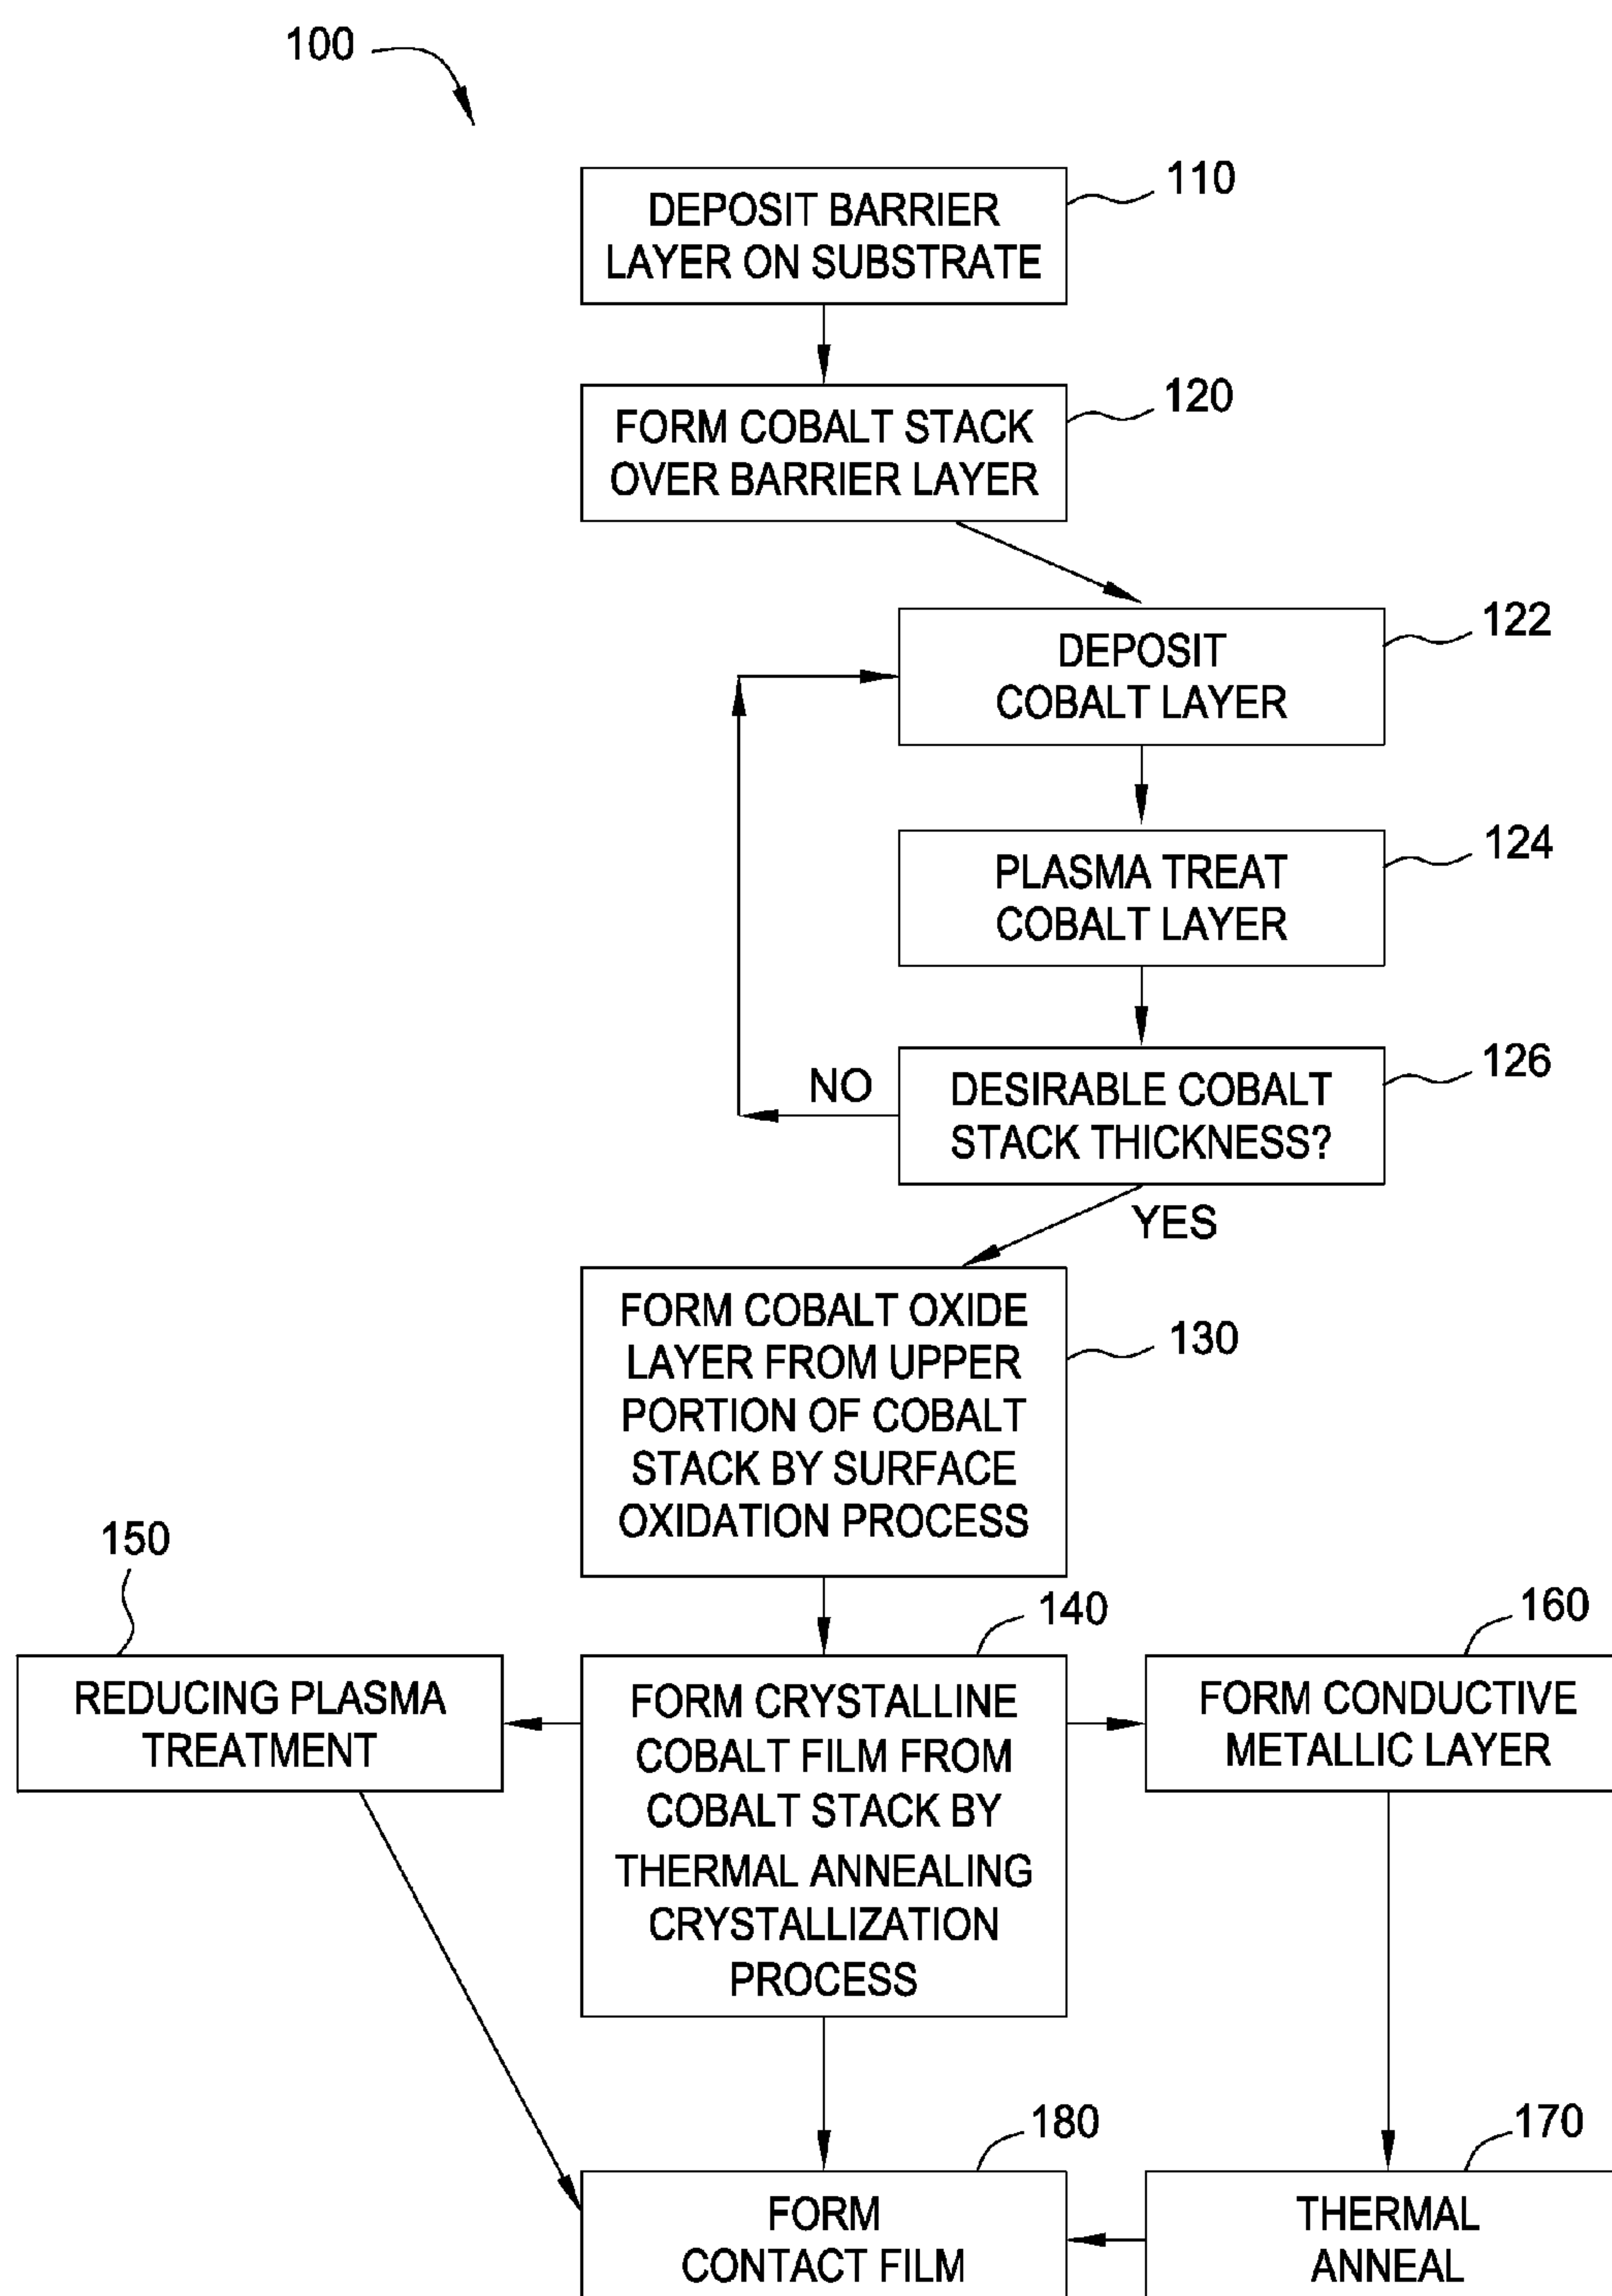 100
DEPOSIT BARRIER
LAYER ON SUBSTRATE
110
FORM COBALT STACK
OVER BARRIER LAYER
120
DEPOSIT
COBALT LAYER
122
PLASMA TREAT
COBALT LAYER
124
DESIRABLE COBALT
STACK THICKNESS?
126
NO
YES
FORM COBALT OXIDE
LAYER FROM UPPER
PORTION OF COBALT
STACK BY SURFACE
OXIDATION PROCESS
130
150
REDUCING PLASMA
TREATMENT
140
FORM CRYSTALLINE
COBALT FILM FROM
COBALT STACK BY
THERMAL ANNEALING
CRYSTALLIZATION
PROCESS
160
FORM CONDUCTIVE
METALLIC LAYER
180
FORM
CONTACT FILM
170
THERMAL
ANNEAL